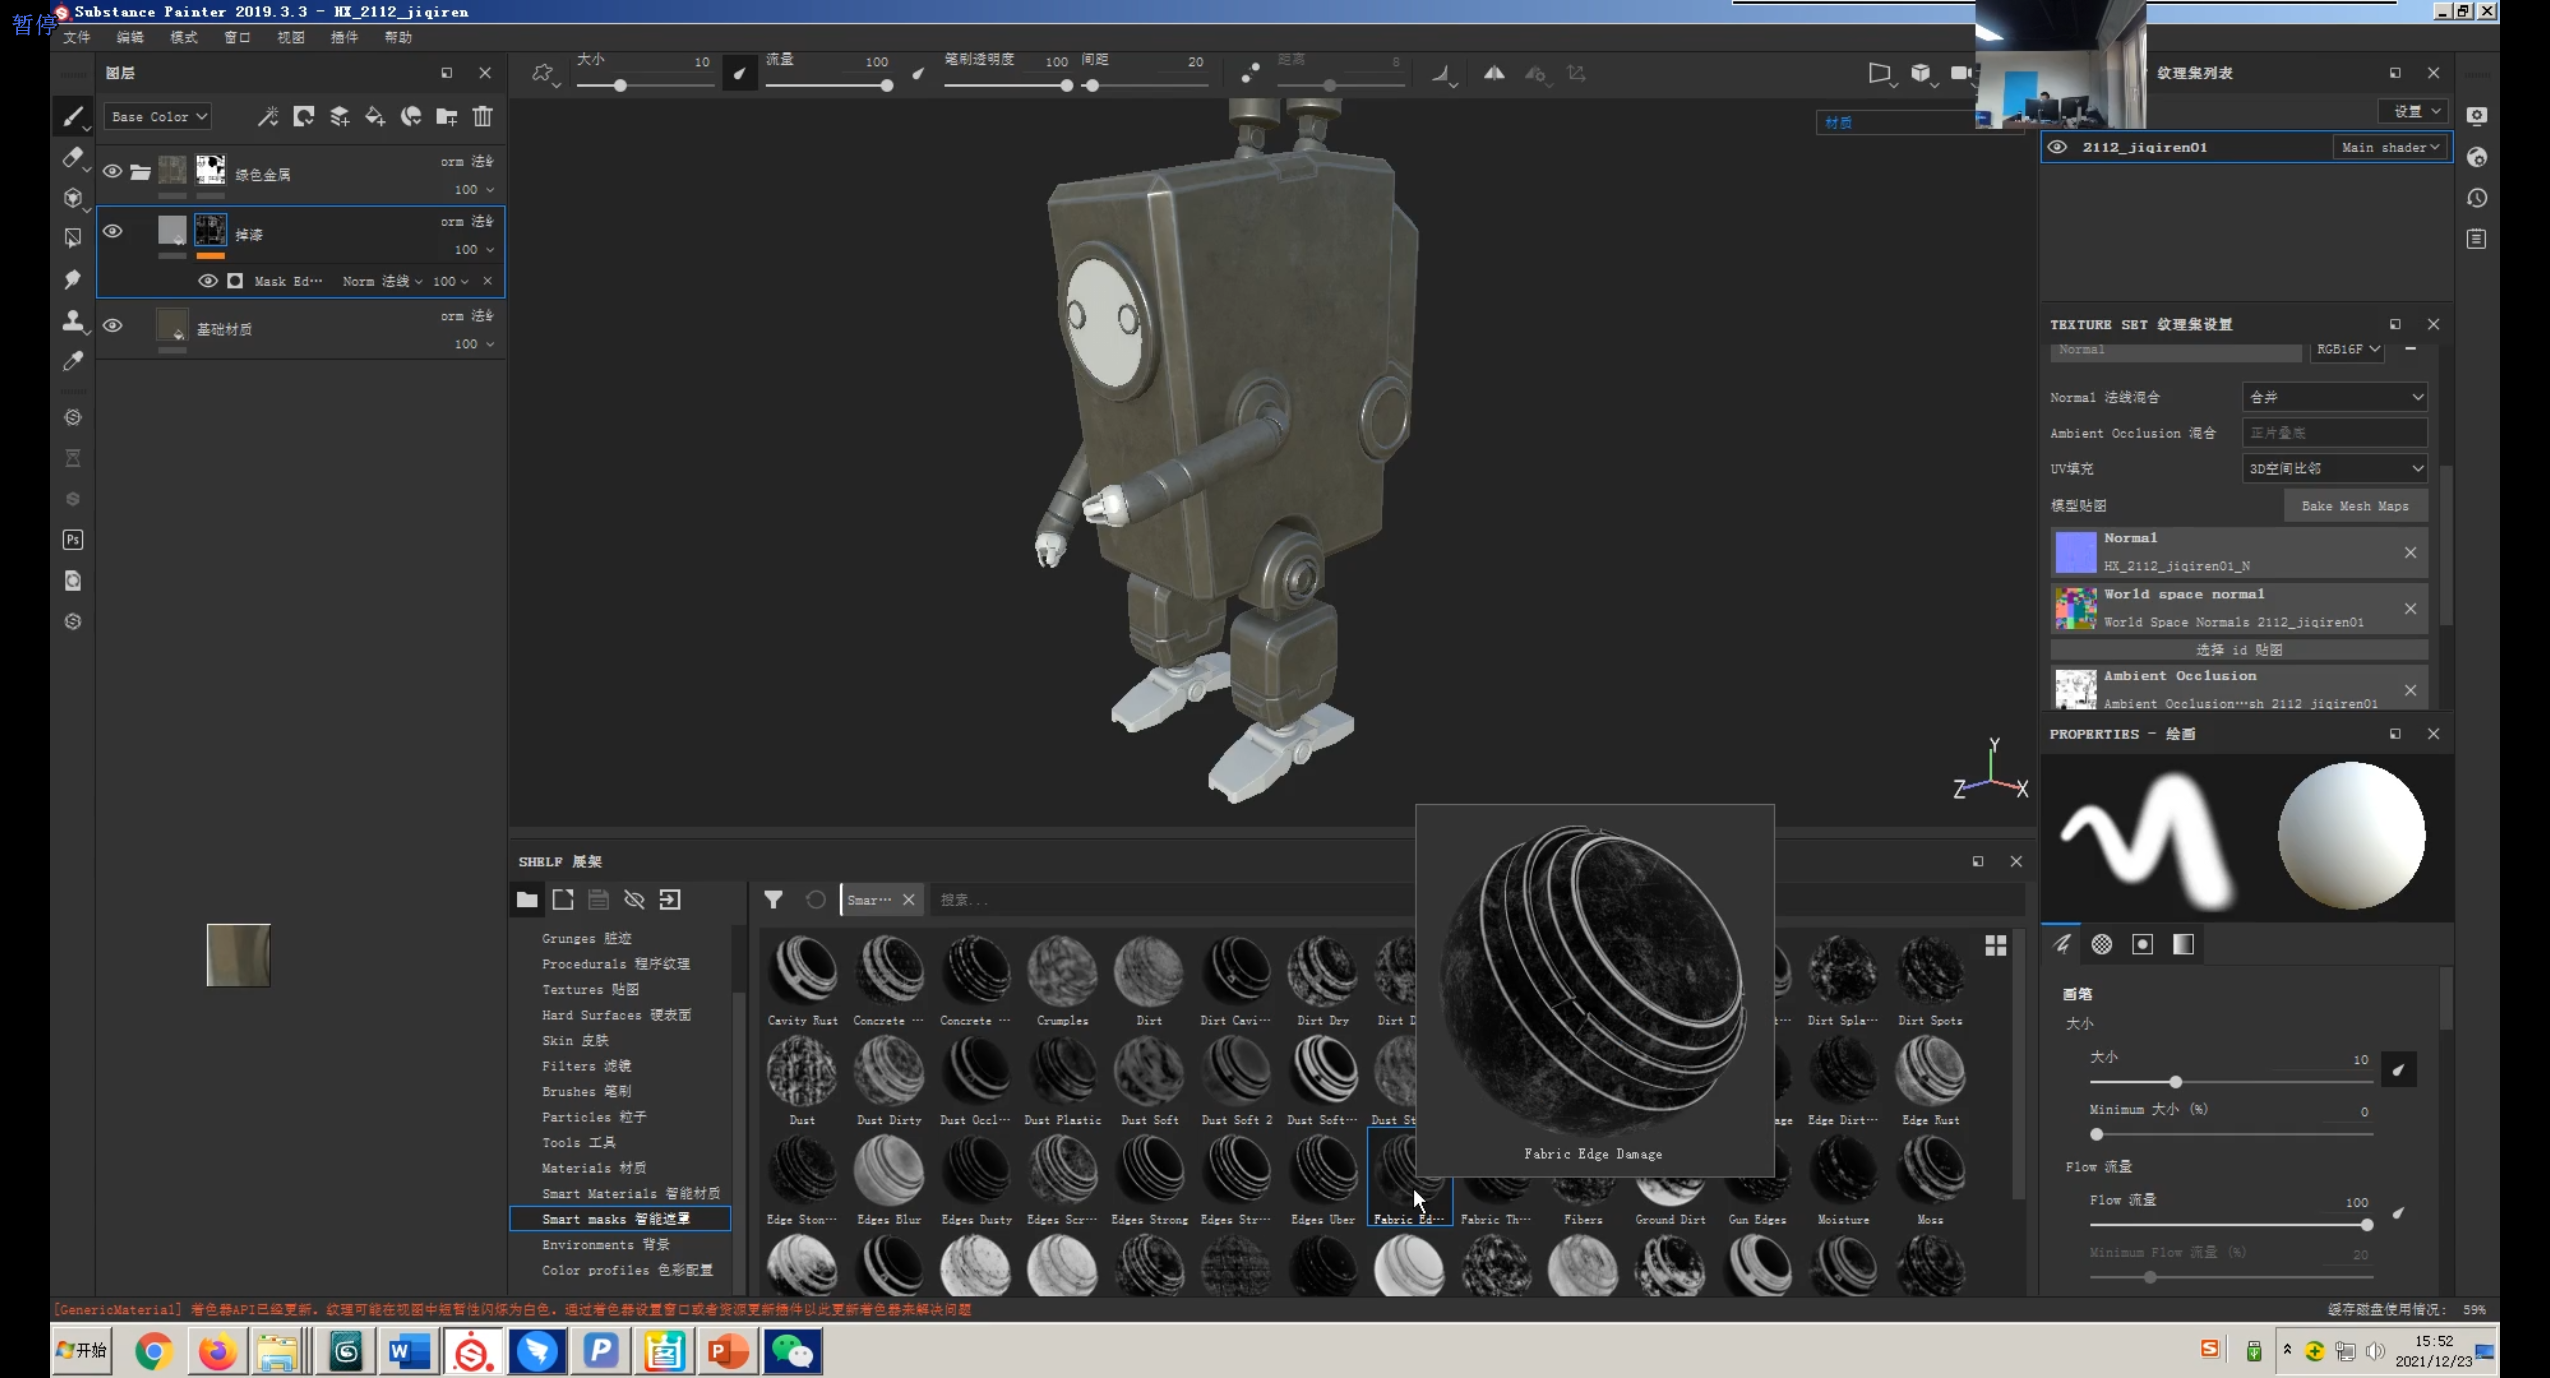 暂停
Substance Painter 2019.3.3 - HX_2112_jiqiren
文件 编辑 模式 窗口 视图 插件 帮助
图层
Base Color
绿色金属
orm 法线
100
掉漆
orm 法线
100
Mask Ed··· Norm 法线 100
基础材质
orm 法线
100
大小 10
流量 100
笔刷透明度 100
间距 20
距离 8
材质
Y
Z
X
纹理集列表
设置
2112_jiqiren01
Main shader
TEXTURE SET 纹理集设置
Normal
RGB16F
Normal 法线混合
合并
Ambient Occlusion 混合
正片叠底
UV填充
3D空间比邻
模型贴图
Bake Mesh Maps
Normal
HX_2112_jiqiren01_N
World space normal
World Space Normals 2112_jiqiren01
选择 id 贴图
Ambient Occlusion
Ambient Occlusion···sh 2112 jiqiren01
PROPERTIES - 绘画
画笔
大小
大小 10
Minimum 大小 (%) 0
Flow 流量
Flow 流量 100
Minimum Flow 流量 (%) 20
SHELF 展架
Smar···
搜索...
Grunges 脏迹
Procedurals 程序纹理
Textures 贴图
Hard Surfaces 硬表面
Skin 皮肤
Filters 滤镜
Brushes 笔刷
Particles 粒子
Tools 工具
Materials 材质
Smart Materials 智能材质
Smart masks 智能遮罩
Environments 背景
Color profiles 色彩配置
Cavity Rust Concrete ··· Concrete ··· Crumples Dirt Dirt Cavi··· Dirt Dry Dirt D Dirt Spla··· Dirt Spots
Dust Dust Dirty Dust Occl··· Dust Plastic Dust Soft Dust Soft 2 Dust Soft··· Dust St age Edge Dirt··· Edge Rust
Fabric Edge Damage
Edge Ston··· Edges Blur Edges Dusty Edges Scr··· Edges Strong Edges Str··· Edges Uber Fabric Ed··· Fabric Th··· Fibers Ground Dirt Gun Edges Moisture Moss
[GenericMaterial] 着色器API已经更新。纹理可能在视图中短暂性闪烁为白色。通过着色器设置窗口或者资源更新插件以此更新着色器来解决问题
缓存磁盘使用情况: 59%
开始
15:52
2021/12/23